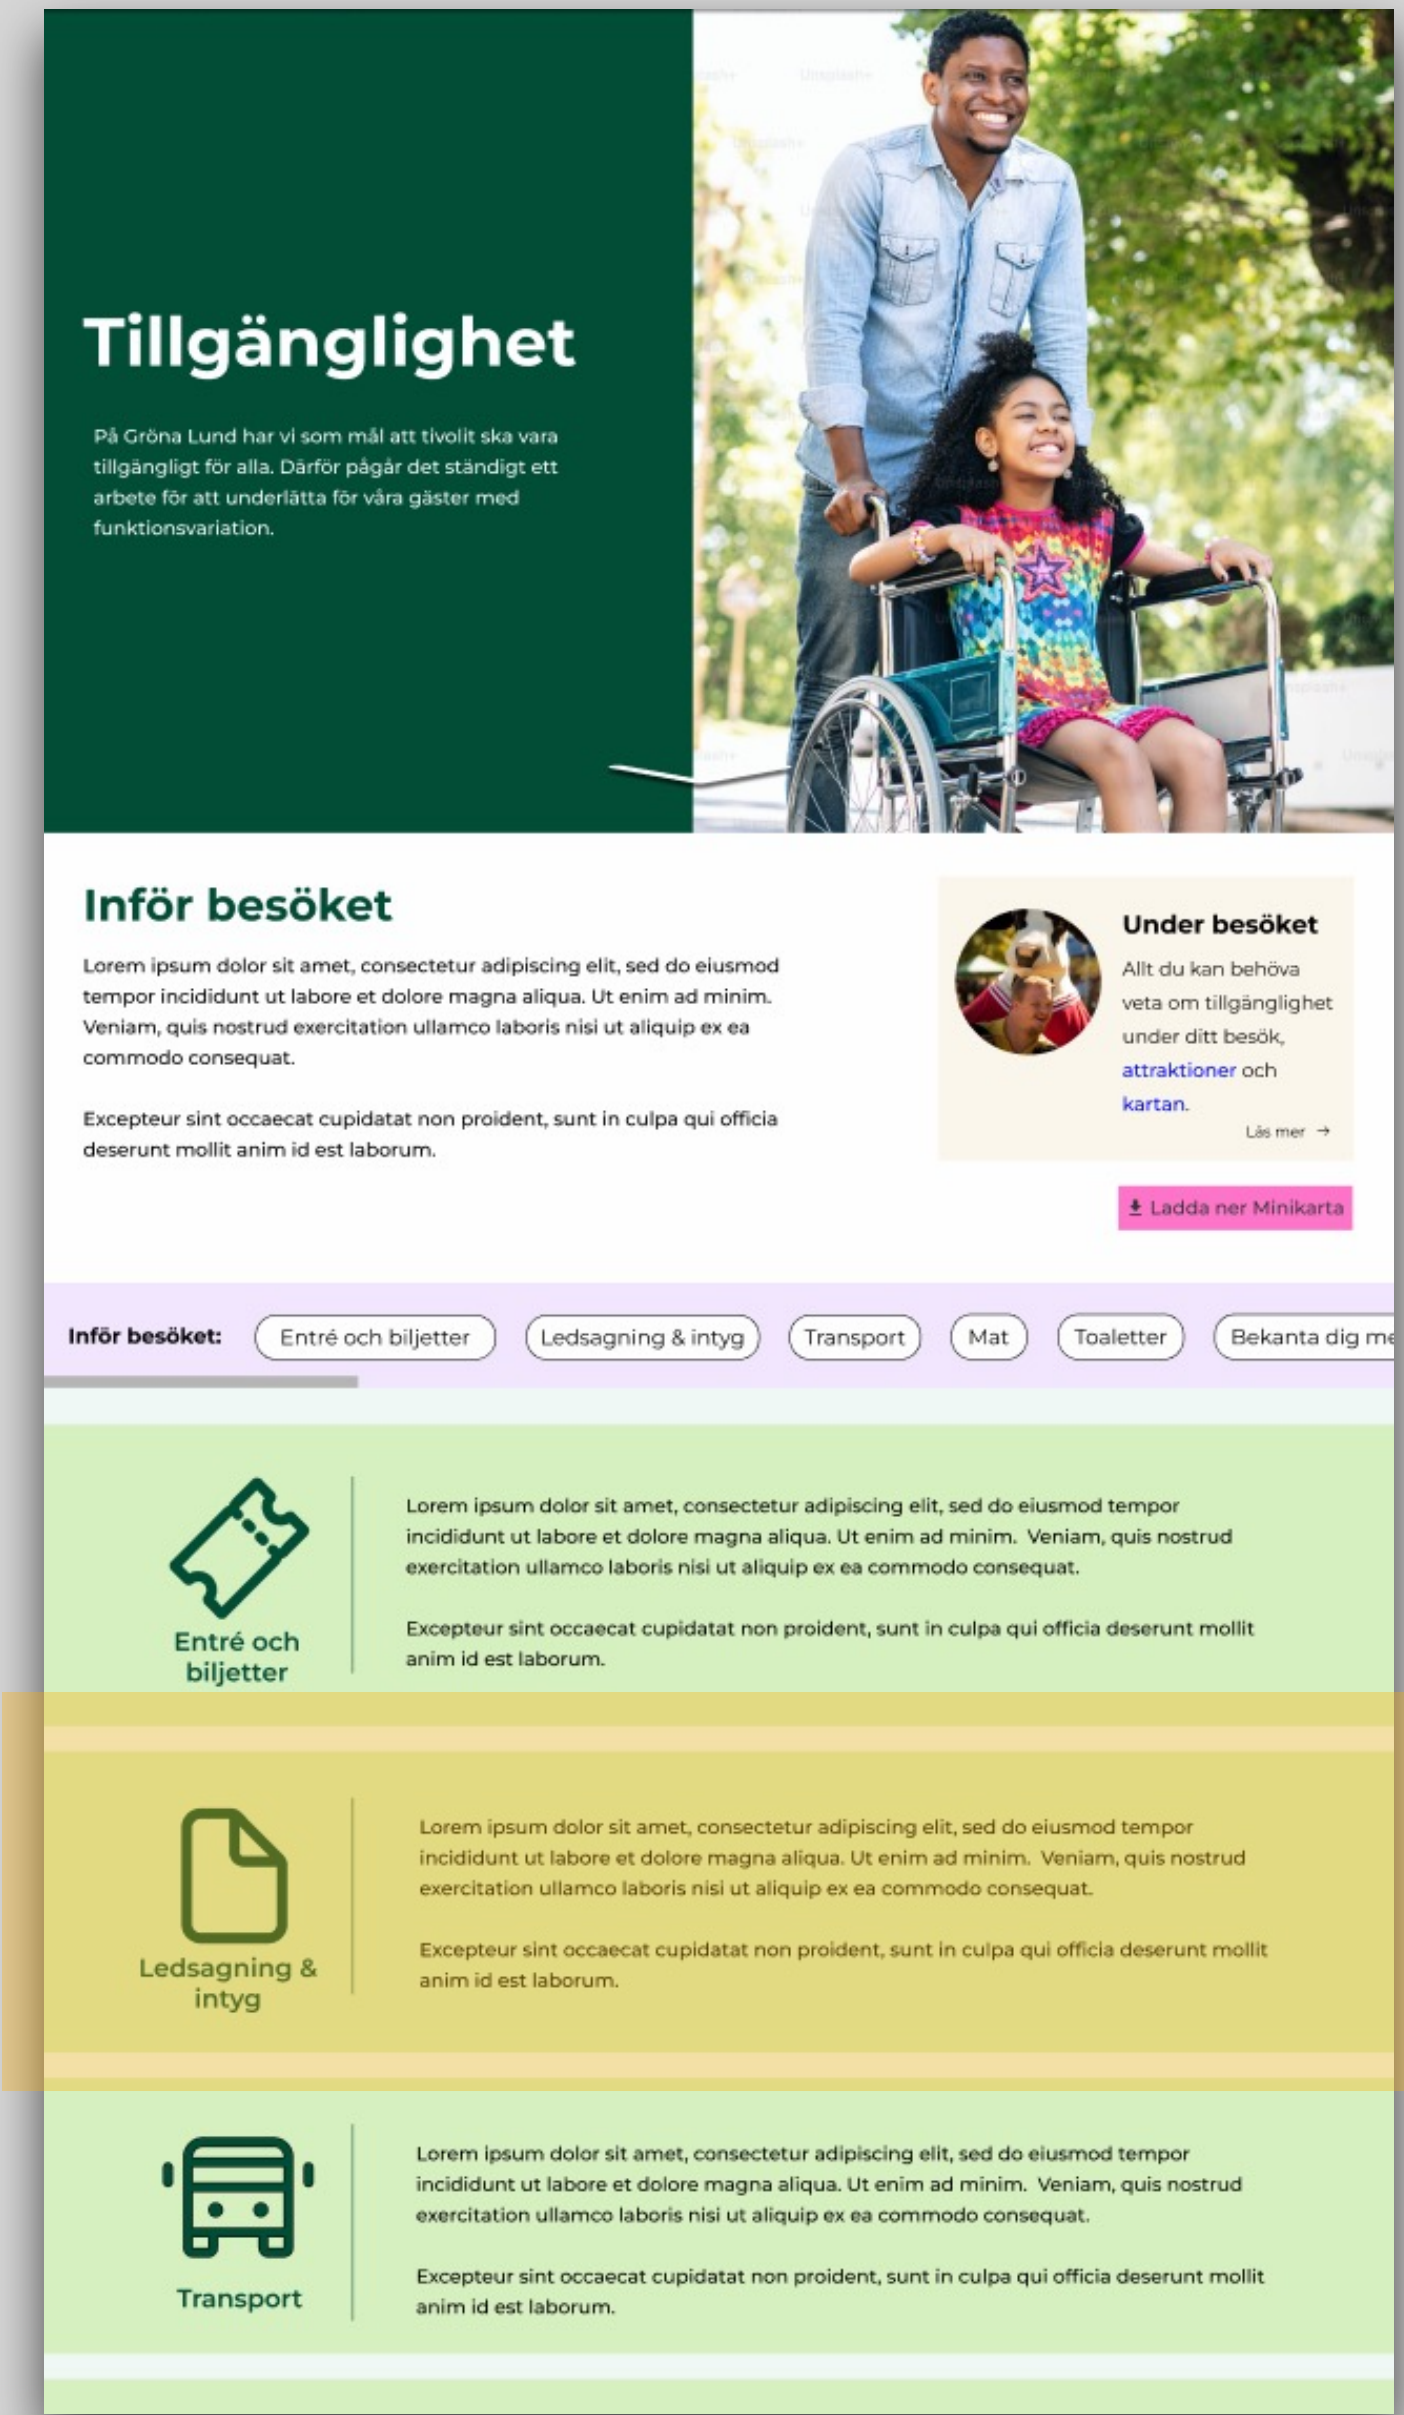 Tillgänglighet
På Gröna Lund har vi som mål att tivolit ska vara
tillgängligt för alla. Därför pågår det ständigt ett
arbete för att underlätta för våra gäster med
funktionsvariation.
Inför besöket
Lorem ipsum dolor sit amet, consectetur adipiscing elit, sed do eiusmod
tempor incididunt ut labore et dolore magna aliqua. Ut enim ad minim.
Veniam, quis nostrud exercitation ullamco laboris nisi ut aliquip ex ea
commodo consequat.
Excepteur sint occaecat cupidatat non proident, sunt in culpa qui officia
deserunt mollit anim id est laborum.
Under besöket
Allt du kan behöva
veta om tillgänglighet
under ditt besök,
attraktioner och
kartan.
Läs mer →
Ladda ner Minikarta
Inför besöket: Entré och biljetter Ledsagning & intyg Transport Mat Toaletter Bekanta dig me
Entré och
biljetter
Lorem ipsum dolor sit amet, consectetur adipiscing elit, sed do eiusmod tempor
incididunt ut labore et dolore magna aliqua. Ut enim ad minim.  Veniam, quis nostrud
exercitation ullamco laboris nisi ut aliquip ex ea commodo consequat.
Excepteur sint occaecat cupidatat non proident, sunt in culpa qui officia deserunt mollit
anim id est laborum.
Ledsagning &
intyg
Lorem ipsum dolor sit amet, consectetur adipiscing elit, sed do eiusmod tempor
incididunt ut labore et dolore magna aliqua. Ut enim ad minim.  Veniam, quis nostrud
exercitation ullamco laboris nisi ut aliquip ex ea commodo consequat.
Excepteur sint occaecat cupidatat non proident, sunt in culpa qui officia deserunt mollit
anim id est laborum.
Transport
Lorem ipsum dolor sit amet, consectetur adipiscing elit, sed do eiusmod tempor
incididunt ut labore et dolore magna aliqua. Ut enim ad minim.  Veniam, quis nostrud
exercitation ullamco laboris nisi ut aliquip ex ea commodo consequat.
Excepteur sint occaecat cupidatat non proident, sunt in culpa qui officia deserunt mollit
anim id est laborum.